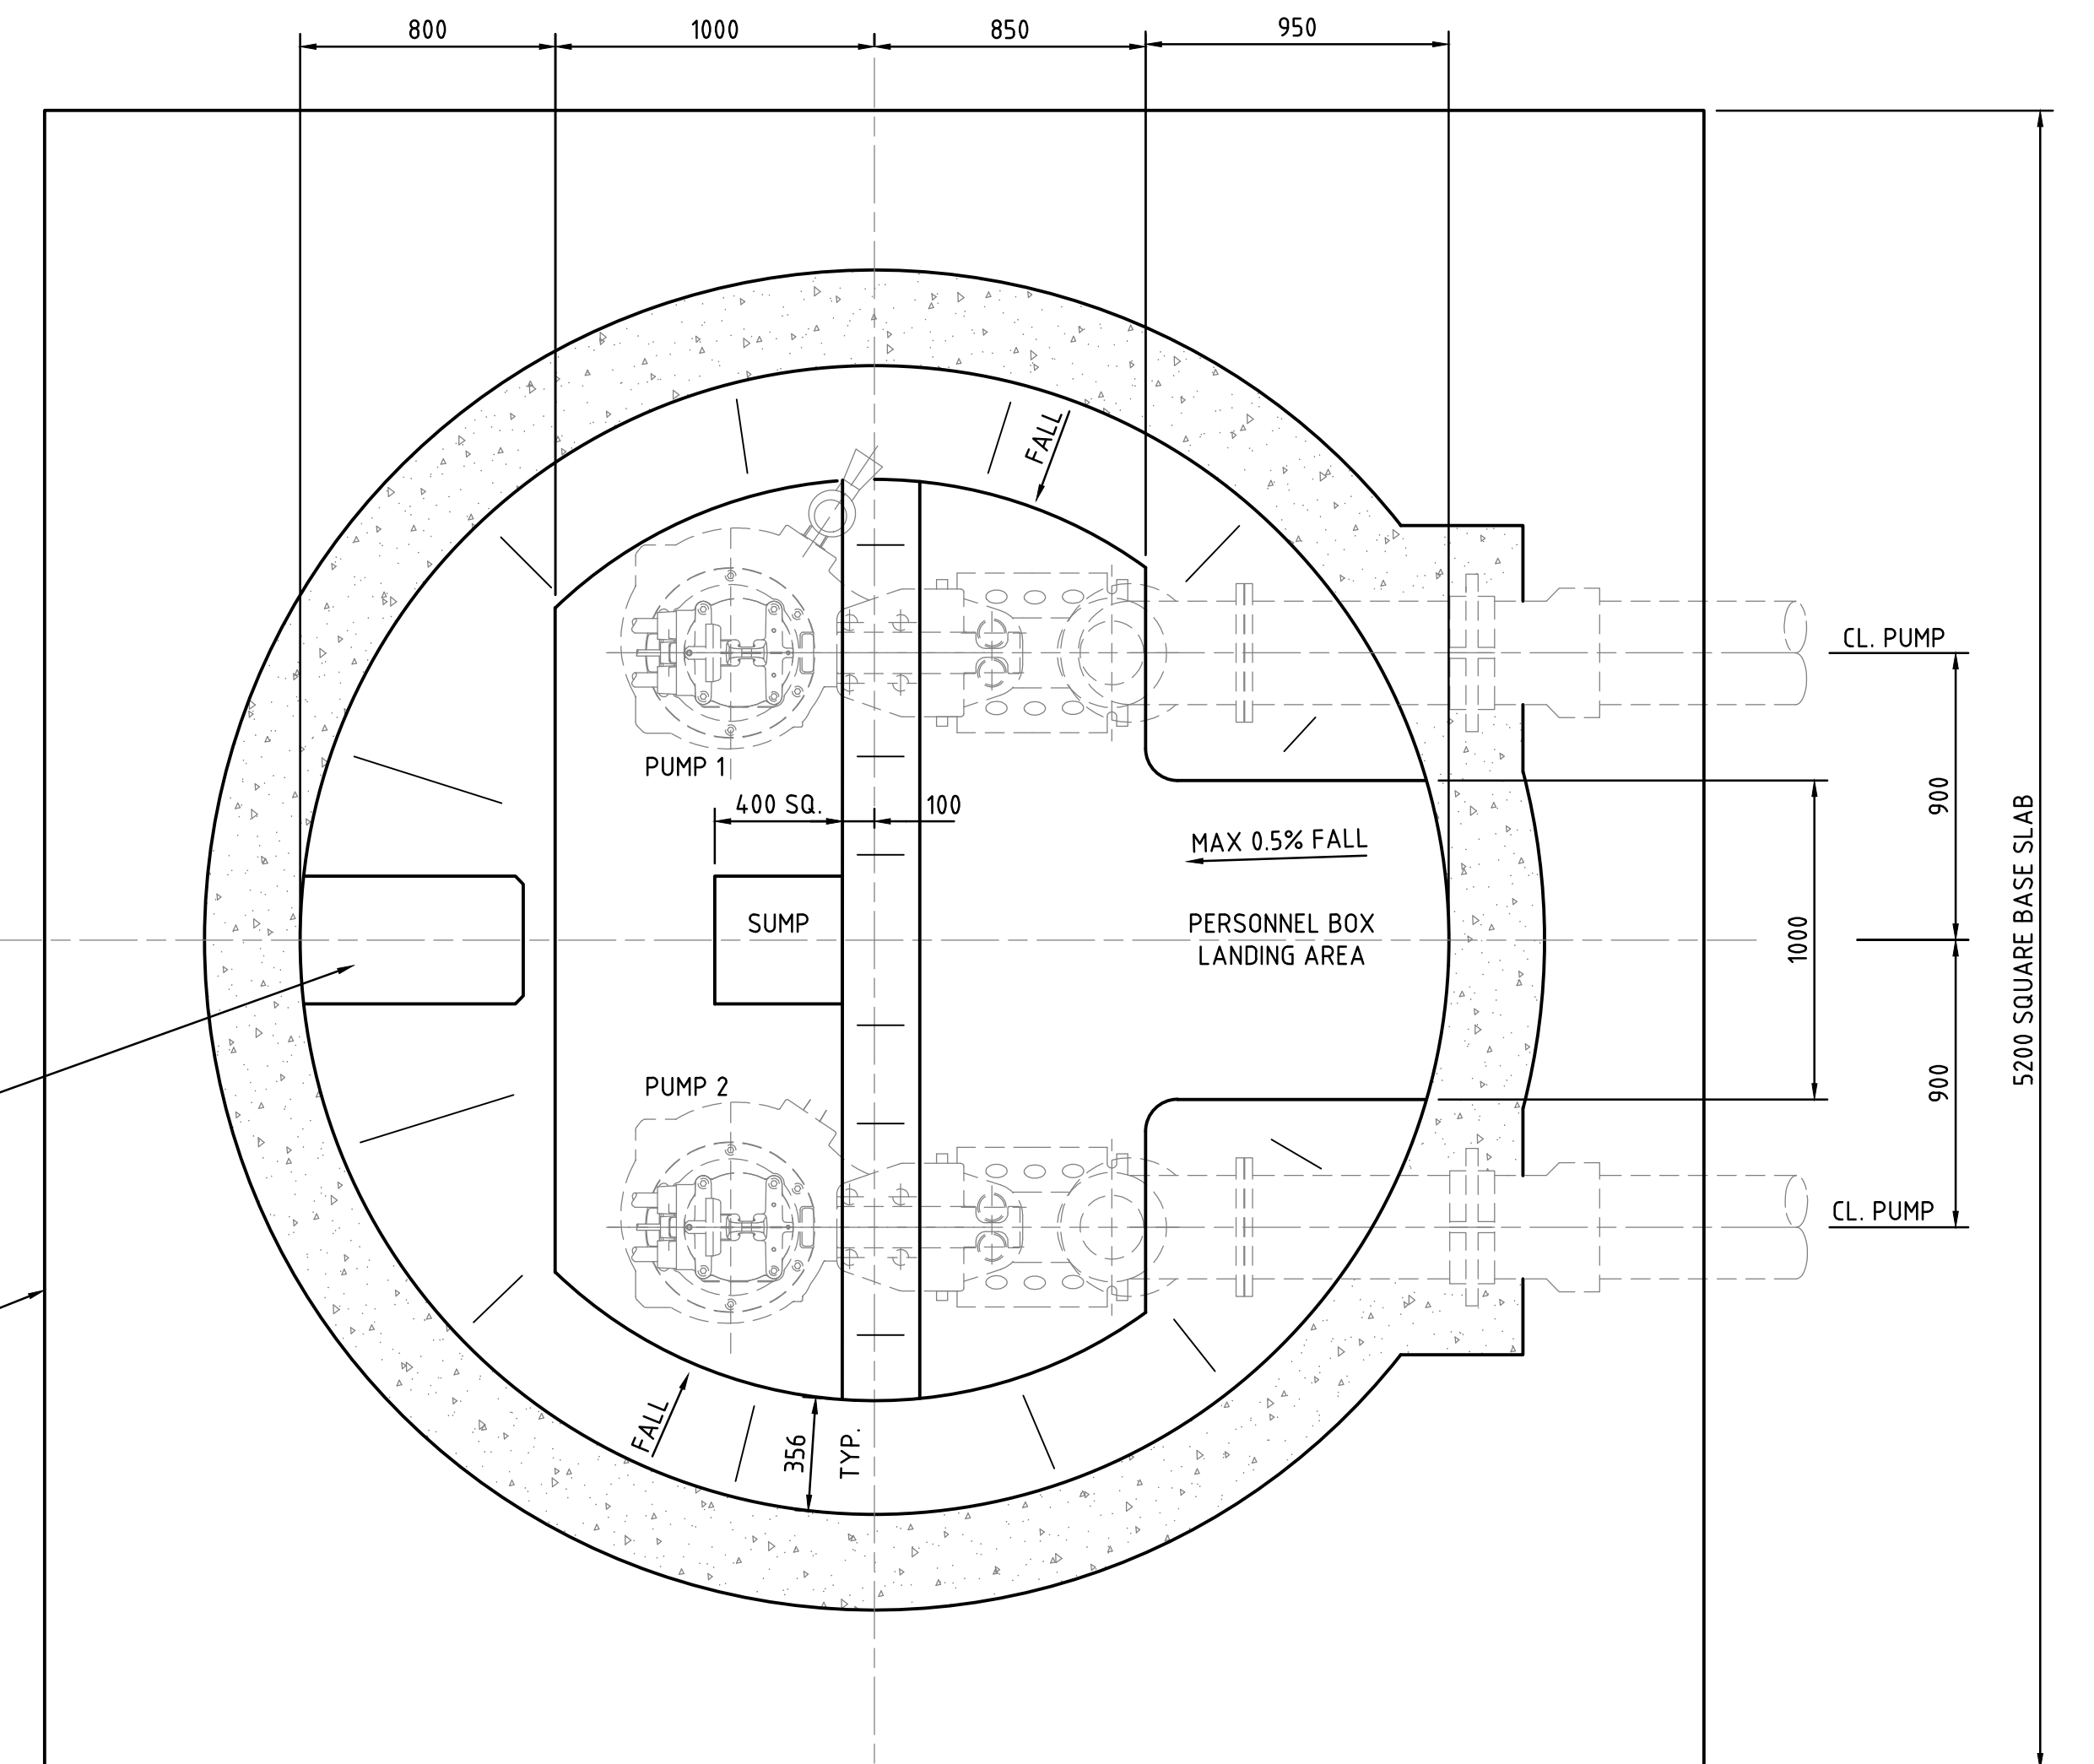 800
1000
850
950
FALL
CL. PUMP
PUMP 1
400 SQ.
100
900
MAX 0.5% FALL
5200 SQUARE BASE SLAB
SUMP
PERSONNEL BOX
LANDING AREA
1000
PUMP 2
900
CL. PUMP
FALL
356
TYP.